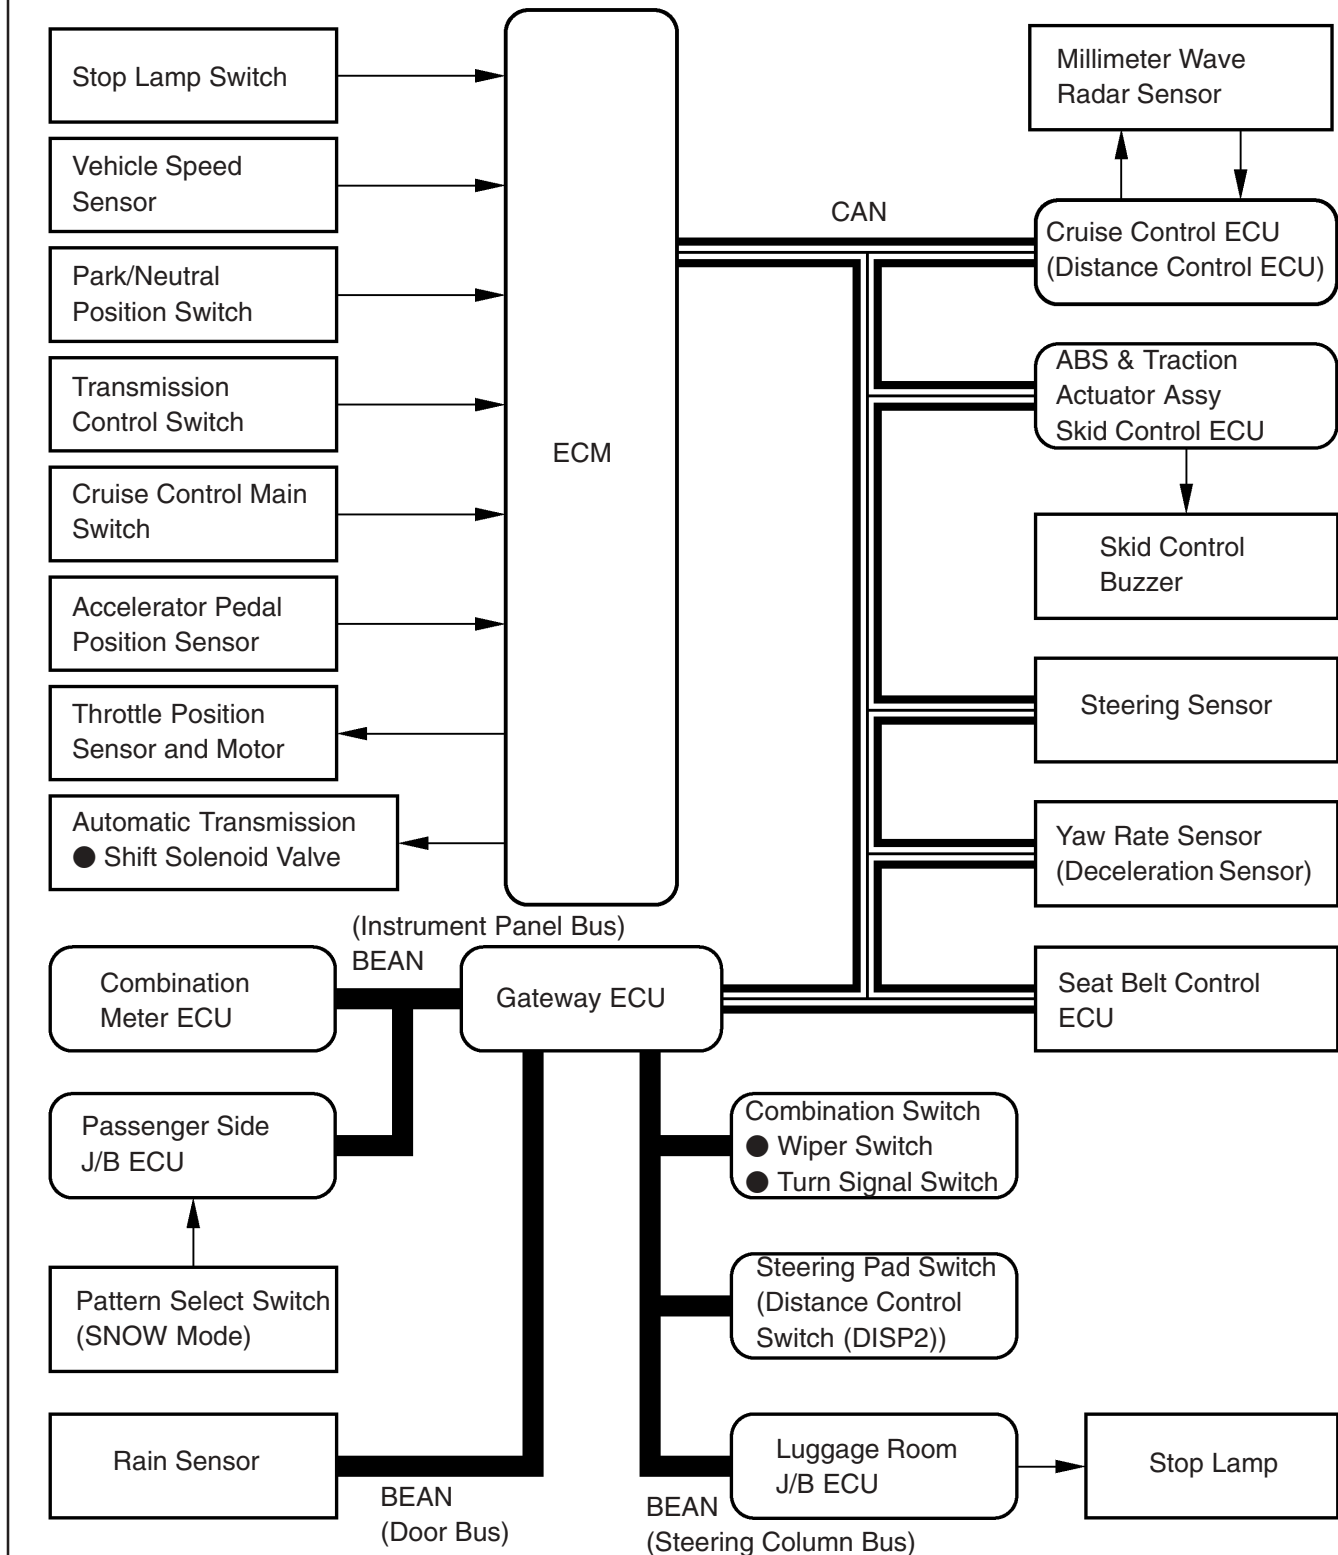 Stop Lamp Switch
Vehicle Speed
Sensor
Park/Neutral
Position Switch
Transmission
Control Switch
Cruise Control Main
Switch
Accelerator Pedal
Position Sensor
Throttle Position
Sensor and Motor
Automatic Transmission
● Shift Solenoid Valve
ECM
CAN
Millimeter Wave
Radar Sensor
Cruise Control ECU
(Distance Control ECU)
ABS & Traction
Actuator Assy
Skid Control ECU
Skid Control
Buzzer
Steering Sensor
Yaw Rate Sensor
(Deceleration Sensor)
Seat Belt Control
ECU
(Instrument Panel Bus)
BEAN
Combination
Meter ECU
Gateway ECU
Passenger Side
J/B ECU
Pattern Select Switch
(SNOW Mode)
Rain Sensor
BEAN
(Door Bus)
Combination Switch
● Wiper Switch
● Turn Signal Switch
Steering Pad Switch
(Distance Control
Switch (DISP2))
Luggage Room
J/B ECU
Stop Lamp
BEAN
(Steering Column Bus)